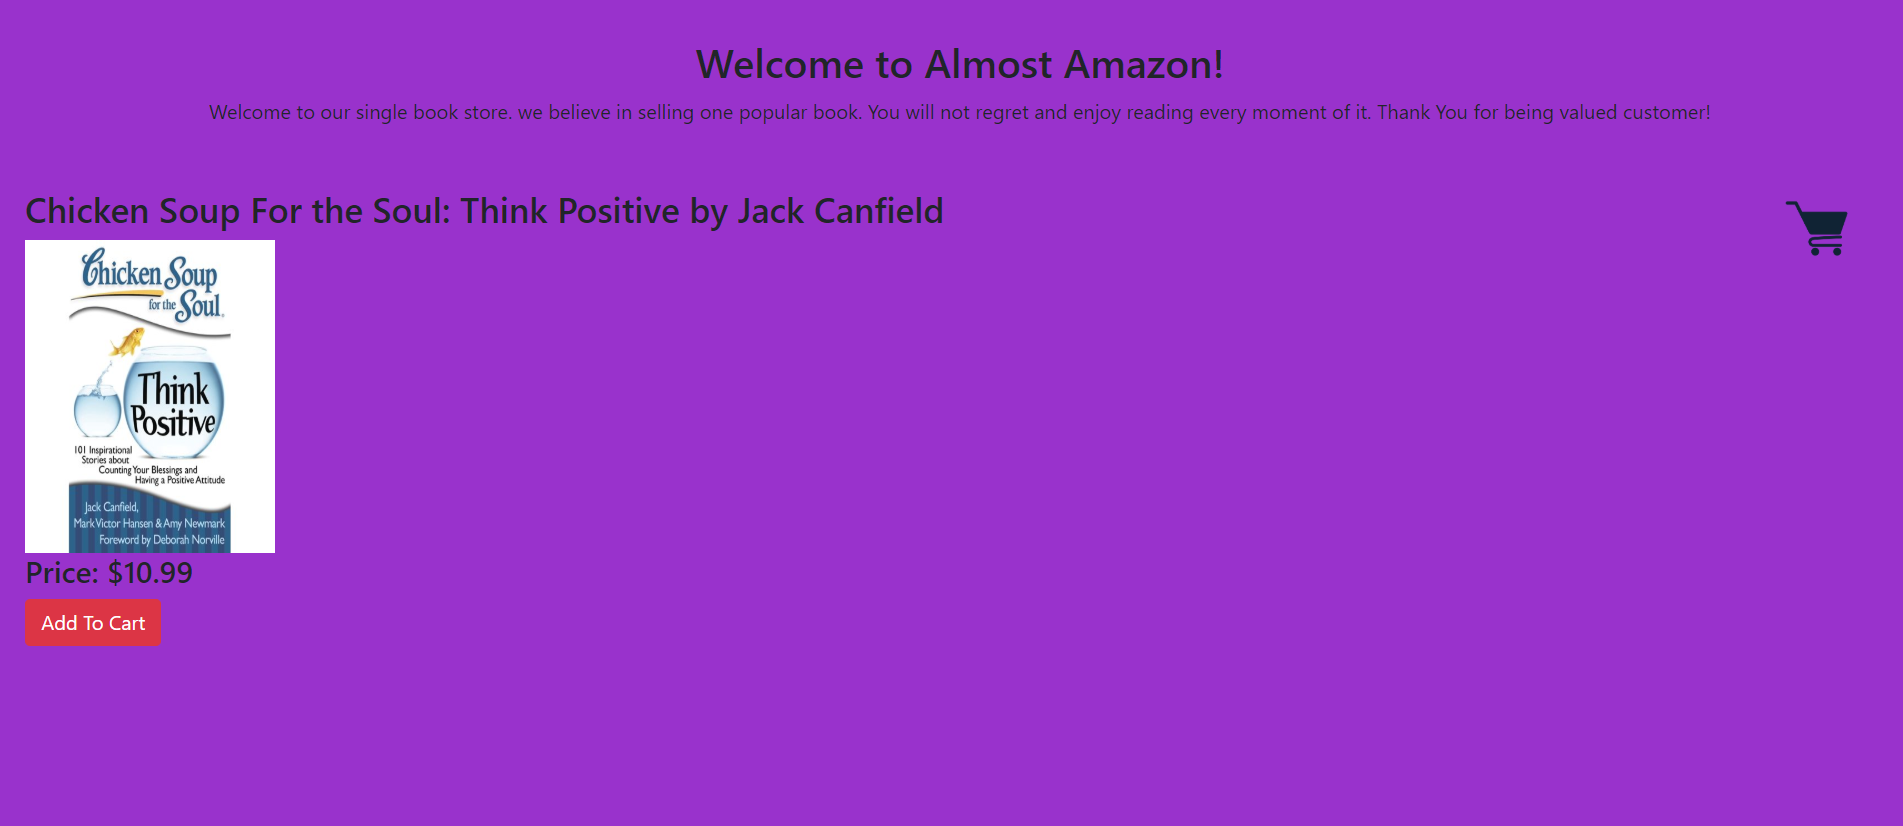 Welcome to Almost Amazon!
Welcome to our single book store. we believe in selling one popular book. You will not regret and enjoy reading every moment of it. Thank You for being valued customer!
Chicken Soup For the Soul: Think Positive by Jack Canfield
Chicken Soup
for the Soul®
Think
Positive
101 Inspirational
Stories about
Counting Your Blessings and
Having a Positive Attitude
Jack Canfield,
Mark Victor Hansen & Amy Newmark
Foreword by Deborah Norville
Price: $10.99
Add To Cart